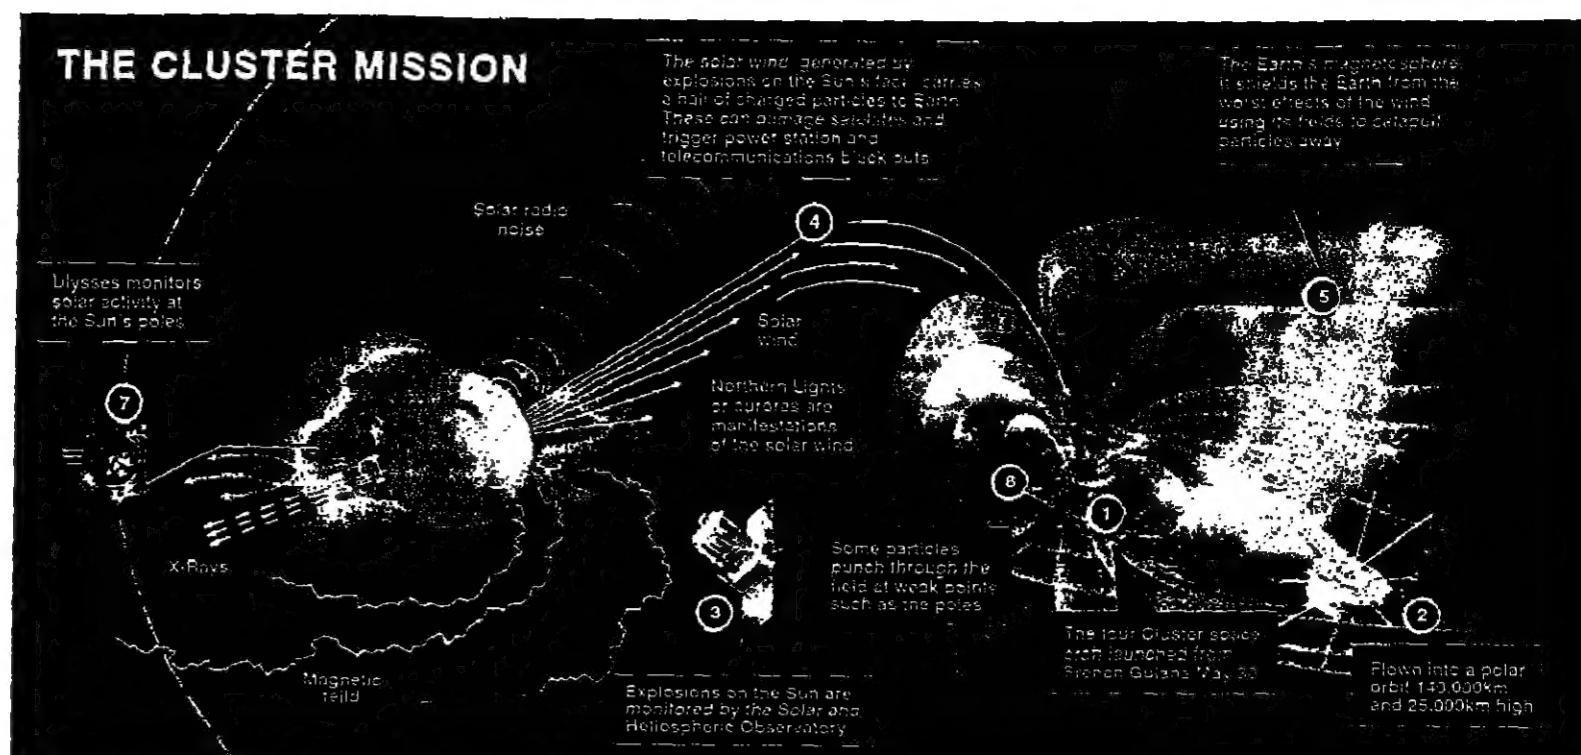 THE CLUSTER MISSION
The solar wind, generated by
explosions on the Sun's face, carries
a hail of charged particles to Earth.
These can damage satellites and
trigger power station and
telecommunications black outs
The Earth's magnetosphere.
It shields the Earth from the
worst effects of the wind
using its fields to catapult
particles away
Solar radio
noise
4
Ulysses monitors
solar activity at
the Sun's poles
5
Solar
wind
7
Northern Lights
or auroras are
manifestations
of the solar wind
6
1
Some particles
punch through the
field at weak points
such as the poles
X-Rays
3
2
The four Cluster space
craft launched from
French Guiana May 30
Flown into a polar
orbit 140,000km
and 25,000km high
Magnetic
feild
Explosions on the Sun are
monitored by the Solar and
Heliospheric Observatory